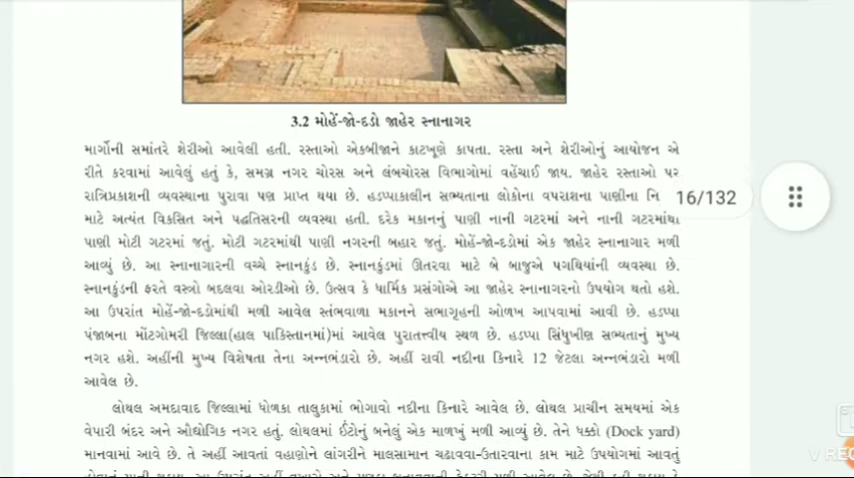 3.2 મોહેં-જો-દડો જાહેર સ્નાનાગર
માર્ગોની સમાંતરે શેરીઓ આવેલી હતી. રસ્તાઓ એકબીજાને કાટખૂણે કાપતા. રસ્તા અને શેરીઓનું આયોજન એ
રીતે કરવામાં આવેલું હતું કે, સમગ્ર નગર ચોરસ અને લંબચોરસ વિભાગોમાં વહેંચાઈ જાય. જાહેર રસ્તાઓ પર
રાત્રિપ્રકાશની વ્યવસ્થાના પુરાવા પણ પ્રાપ્ત થયા છે. હડપ્પાકાલીન સભ્યતાના લોકોના વપરાશના પાણીના નિ
16/132
માટે અત્યંત વિકસિત અને પદ્ધતિસરની વ્યવસ્થા હતી. દરેક મકાનનું પાણી નાની ગટરમાં અને નાની ગટરમાંથી
પાણી મોટી ગટરમાં જતું. મોટી ગટરમાંથી પાણી નગરની બહાર જતું. મોહેં-જો-દડોમાં એક જાહેર સ્નાનાગાર મળી
આવ્યું છે. આ સ્નાનાગારની વચ્ચે સ્નાનકુંડ છે. સ્નાનકુંડમાં ઊતરવા માટે બે બાજુએ પગથિયાંની વ્યવસ્થા છે.
સ્નાનકુંડની ફરતે વસ્ત્રો બદલવા ઓરડીઓ છે. ઉત્સવ કે ધાર્મિક પ્રસંગોએ આ જાહેર સ્નાનાગરનો ઉપયોગ થતો હશે.
આ ઉપરાંત મોહેં-જો-દડોમાંથી મળી આવેલ સ્તંભવાળા મકાનને સભાગૃહની ઓળખ આપવામાં આવી છે. હડપ્પા
પંજાબના મોંટગોમરી જિલ્લા(હાલ પાકિસ્તાનમાં)માં આવેલ પુરાતત્ત્વીય સ્થળ છે. હડપ્પા સિંધુખીણ સભ્યતાનું મુખ્ય
નગર હશે. અહીંની મુખ્ય વિશેષતા તેના અન્નભંડારો છે. અહીં રાવી નદીના કિનારે 12 જેટલા અન્નભંડારો મળી
આવેલ છે.
લોથલ અમદાવાદ જિલ્લામાં ધોળકા તાલુકામાં ભોગાવો નદીના કિનારે આવેલ છે. લોથલ પ્રાચીન સમયમાં એક
વેપારી બંદર અને ઔદ્યોગિક નગર હતું. લોથલમાં ઈંટોનું બનેલું એક માળખું મળી આવ્યું છે. તેને ધક્કો (Dock yard)
માનવામાં આવે છે. તે અહીં આવતાં વહાણોને લાંગરીને માલસામાન ચઢાવવા-ઉતારવાના કામ માટે ઉપયોગમાં આવતું